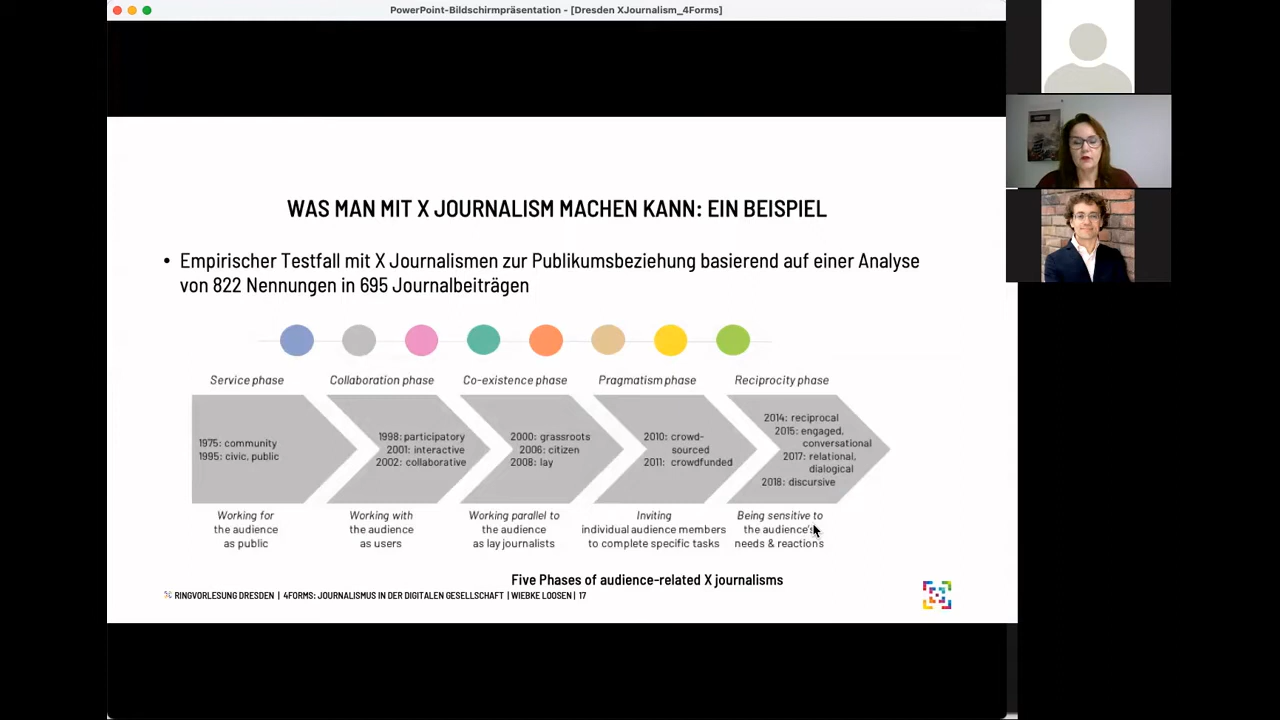 PowerPoint-Bildschirmpräsentation - [Dresden XJournalism_4Forms]
WAS MAN MIT X JOURNALISM MACHEN KANN: EIN BEISPIEL
• Empirischer Testfall mit X Journalismen zur Publikumsbeziehung basierend auf einer Analyse
von 822 Nennungen in 695 Journalbeiträgen
Service phase
1975: community
1995: civic, public
Working for
the audience
as public
Collaboration phase
1998: participatory
2001: interactive
2002: collaborative
Working with
the audience
as users
Co-existence phase
2000: grassroots
2006: citizen
2008: lay
Working parallel to
the audience
as lay journalists
Pragmatism phase
2010: crowd-
sourced
2011: crowdfunded
Inviting
individual audience members
to complete specific tasks
Reciprocity phase
2014: reciprocal
2015: engaged,
conversational
2017: relational,
dialogical
2018: discursive
Being sensitive to
the audience's
needs & reactions
Five Phases of audience-related X journalisms
RINGVORLESUNG DRESDEN | 4FORMS: JOURNALISMUS IN DER DIGITALEN GESELLSCHAFT | WIEBKE LOOSEN | 17